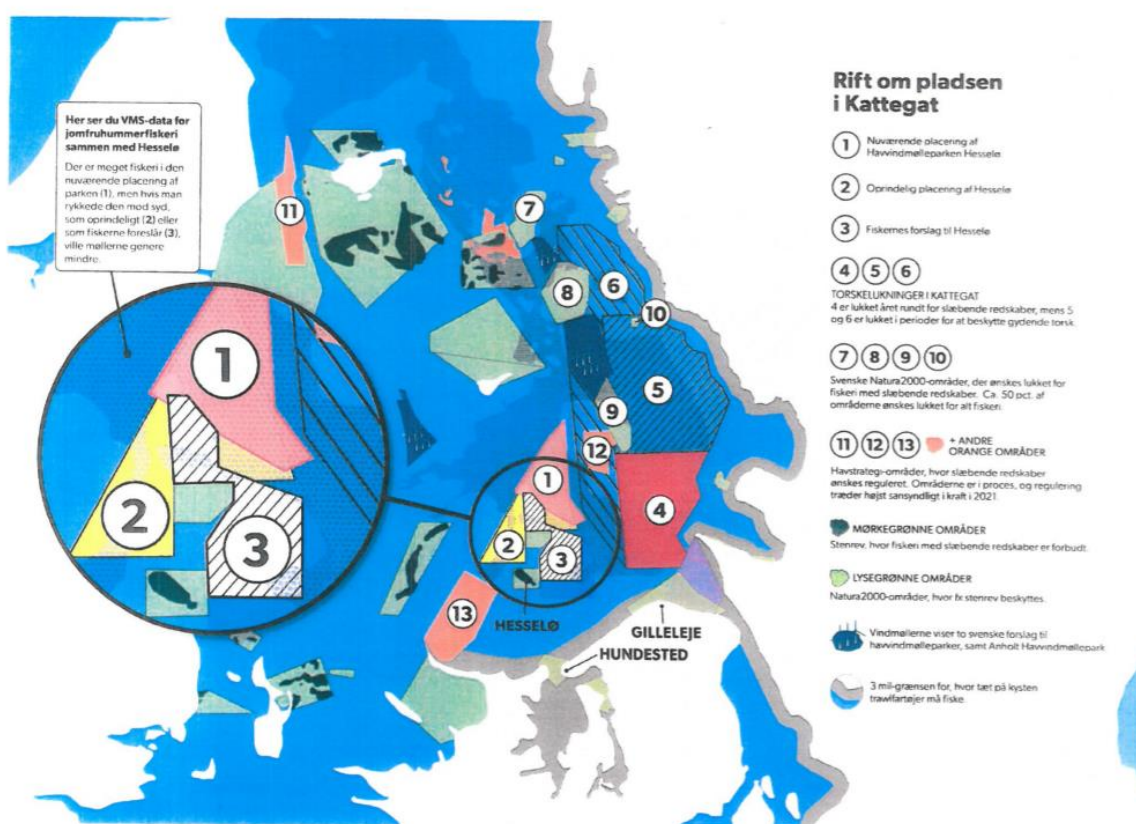 Rift om pladsen
i Kattegat
Her ser du VMS-data for
jomfruhummerfiskeri
sammen med Hesselø
Der er meget fiskeri i den
nuværende placering af
parken (1), men hvis man
rykkede den mod syd,
som oprindeligt (2) eller
som fiskerne foreslår (3),
ville møllerne genere
mindre.
11
7
8
6
10
5
9
12
1
1
4
2
2
3
3
13
HESSELØ
GILLELEJE
HUNDESTED
1 Nuværende placering af
Havvindmølleparken Hesselø
2 Oprindelig placering af Hesselø
3 Fiskernes forslag til Hesselø
4 5 6
TORSKELUKNINGER I KATTEGAT
4 er lukket året rundt for slæbende redskaber, mens 5
og 6 er lukket i perioder for at beskytte gydende torsk.
7 8 9 10
Svenske Natura2000-områder, der ønskes lukket for
fiskeri med slæbende redskaber. Ca. 50 pct. af
områderne ønskes lukket for alt fiskeri.
11 12 13 + ANDRE
ORANGE OMRÅDER
Havstrategi-områder, hvor slæbende redskaber
ønskes reguleret. Områderne er i proces, og regulering
træder højst sansynligt i kraft i 2021
MØRKEGRØNNE OMRÅDER
Stenrev, hvor fiskeri med slæbende redskaber er forbudt.
LYSEGRØNNE OMRÅDER
Natura2000-områder, hvor fx stenrev beskyttes.
Vindmøllerne viser to svenske forslag til
havvindmølleparker, samt Anholt Havvindmøllepark
3 mil-grænsen for, hvor tæt på kysten
trawlfartøjer må fiske.